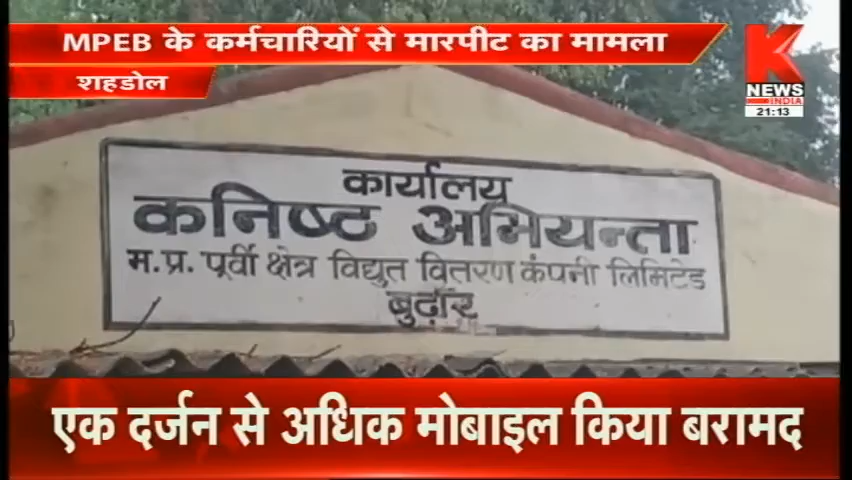 MPEB के कर्मचारियों से मारपीट का मामला
शहडोल
K
NEWS
INDIA
21:13
कार्यालय
कनिष्ठ अभियन्ता
म.प्र. पूर्वी क्षेत्र विद्युत वितरण कंपनी लिमिटेड
बुढ़ार
एक दर्जन से अधिक मोबाइल किया बरामद